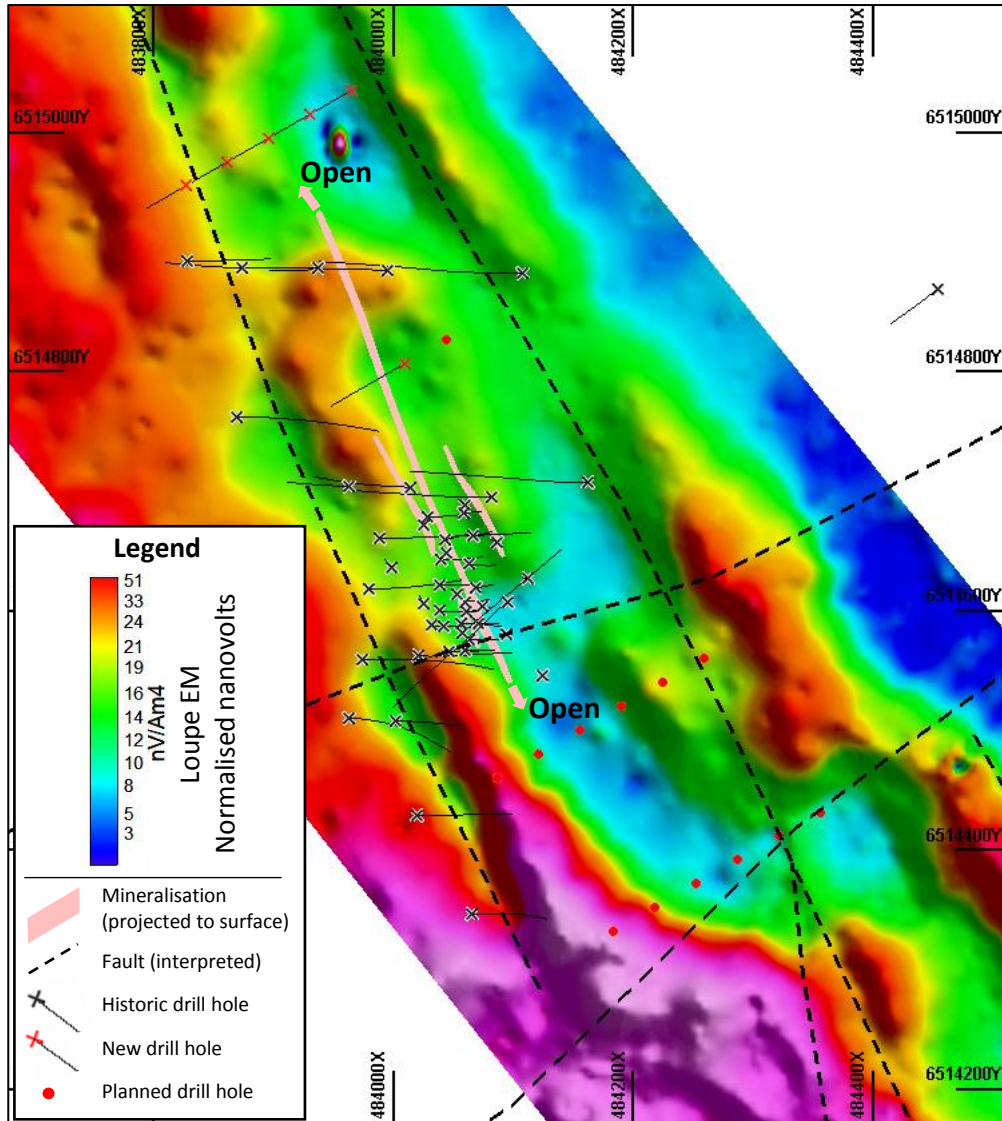 483800X
484000X
484200X
484400X
6515000Y
6515000Y
Open
6514800Y
6514800Y
6514600Y
Open
6514400Y
6514200Y
484000X
484200X
484400X
Legend
51
34
27
24
21
19
16
14
12
10
8
5
3
nV/Am4
Loupe EM
Normalised nanovolts
Mineralisation
(projected to surface)
Fault (interpreted)
Historic drill hole
New drill hole
Planned drill hole